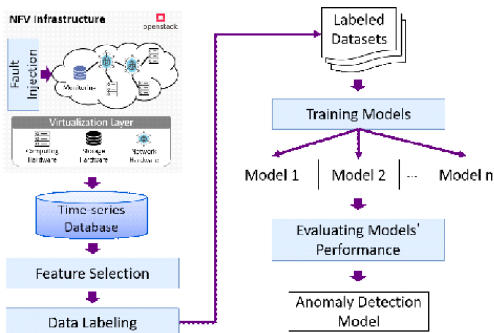 NFV Infrastructure
openstack
Fault
Injection
Monitoring
Virtualization Layer
Computing
Hardware
Storage
Hardware
Network
Hardware
Time-series
Database
Feature Selection
Data Labeling
Labeled
Datasets
Training Models
Model 1
Model 2
...
Model n
Evaluating Models'
Performance
Anomaly Detection
Model